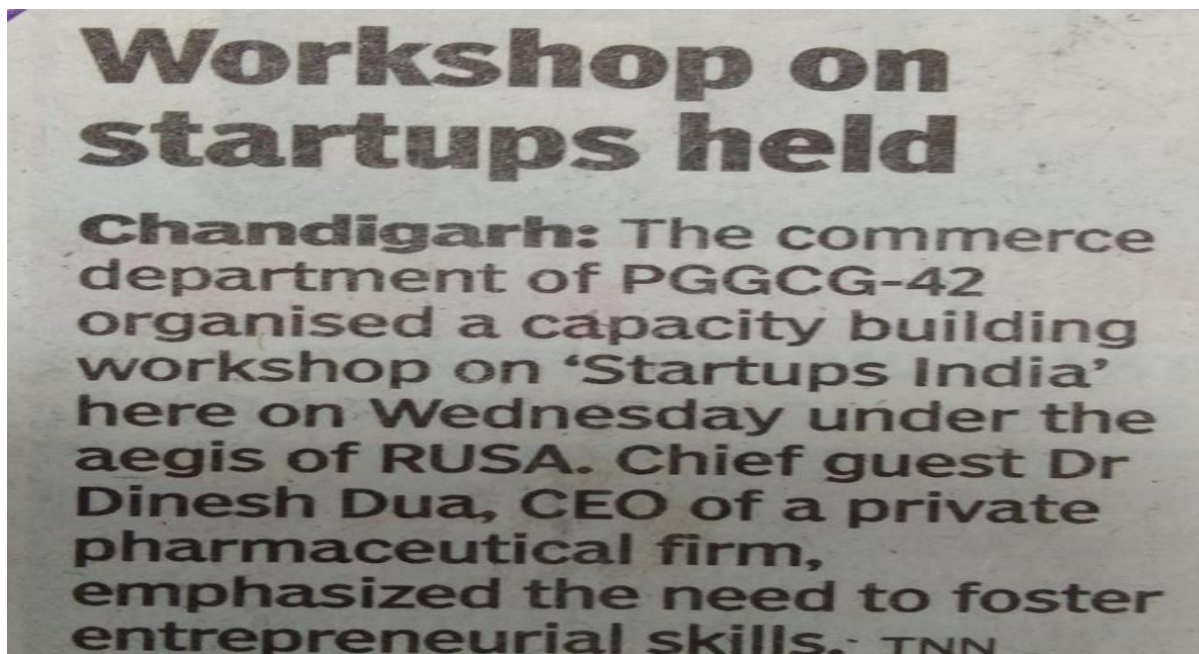 Workshop on
startups held
Chandigarh: The commerce
department of PGGCG-42
organised a capacity building
workshop on ‘Startups India’
here on Wednesday under the
aegis of RUSA. Chief guest Dr
Dinesh Dua, CEO of a private
pharmaceutical firm,
emphasized the need to foster
entrepreneurial skills. TNN